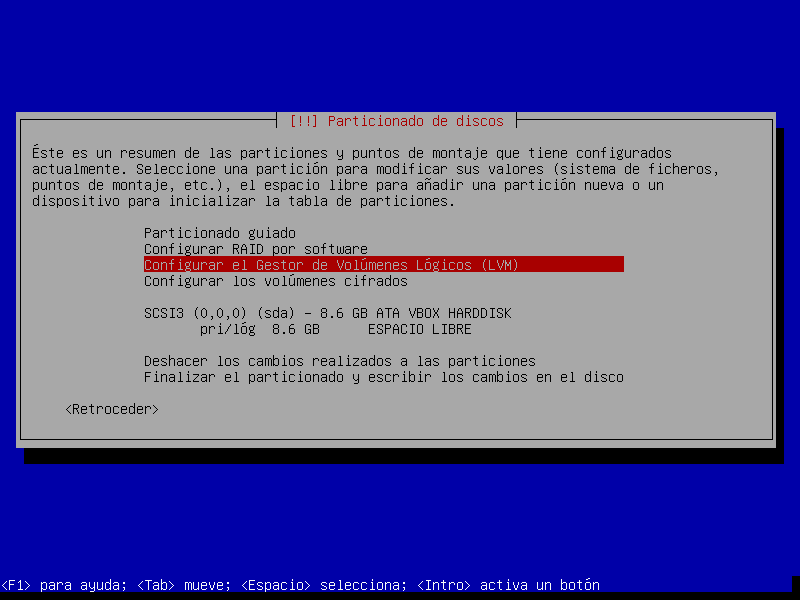 [!!] Particionado de discos
Éste es un resumen de las particiones y puntos de montaje que tiene configurados
actualmente. Seleccione una partición para modificar sus valores (sistema de ficheros,
puntos de montaje, etc.), el espacio libre para añadir una partición nueva o un
dispositivo para inicializar la tabla de particiones.
Particionado guiado
Configurar RAID por software
Configurar el Gestor de Volúmenes Lógicos (LVM)
Configurar los volúmenes cifrados
SCSI3 (0,0,0) (sda) - 8.6 GB ATA VBOX HARDDISK
pri/lóg 8.6 GB ESPACIO LIBRE
Deshacer los cambios realizados a las particiones
Finalizar el particionado y escribir los cambios en el disco
<Retroceder>
<F1> para ayuda; <Tab> mueve; <Espacio> selecciona; <Intro> activa un botón